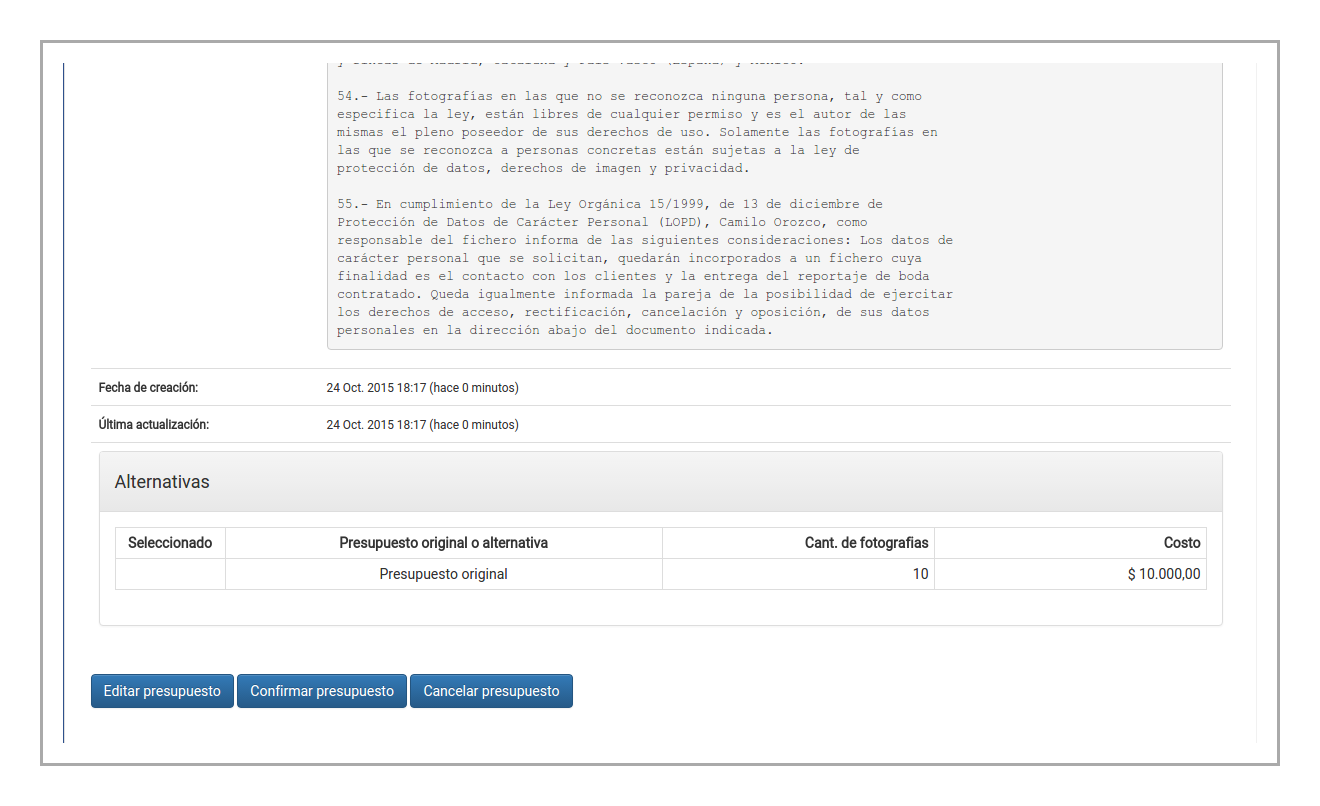 54.- Las fotografías en las que no se reconozca ninguna persona, tal y como
especifica la ley, están libres de cualquier permiso y es el autor de las
mismas el pleno poseedor de sus derechos de uso. Solamente las fotografías en
las que se reconozca a personas concretas están sujetas a la ley de
protección de datos, derechos de imagen y privacidad.
55.- En cumplimiento de la Ley Orgánica 15/1999, de 13 de diciembre de
Protección de Datos de Carácter Personal (LOPD), Camilo Orozco, como
responsable del fichero informa de las siguientes consideraciones: Los datos de
carácter personal que se solicitan, quedarán incorporados a un fichero cuya
finalidad es el contacto con los clientes y la entrega del reportaje de boda
contratado. Queda igualmente informada la pareja de la posibilidad de ejercitar
los derechos de acceso, rectificación, cancelación y oposición, de sus datos
personales en la dirección abajo del documento indicada.
Fecha de creación: 24 Oct. 2015 18:17 (hace 0 minutos)
Última actualización: 24 Oct. 2015 18:17 (hace 0 minutos)
Alternativas
Seleccionado Presupuesto original o alternativa Cant. de fotografias Costo
Presupuesto original 10 $ 10.000,00
Editar presupuesto Confirmar presupuesto Cancelar presupuesto